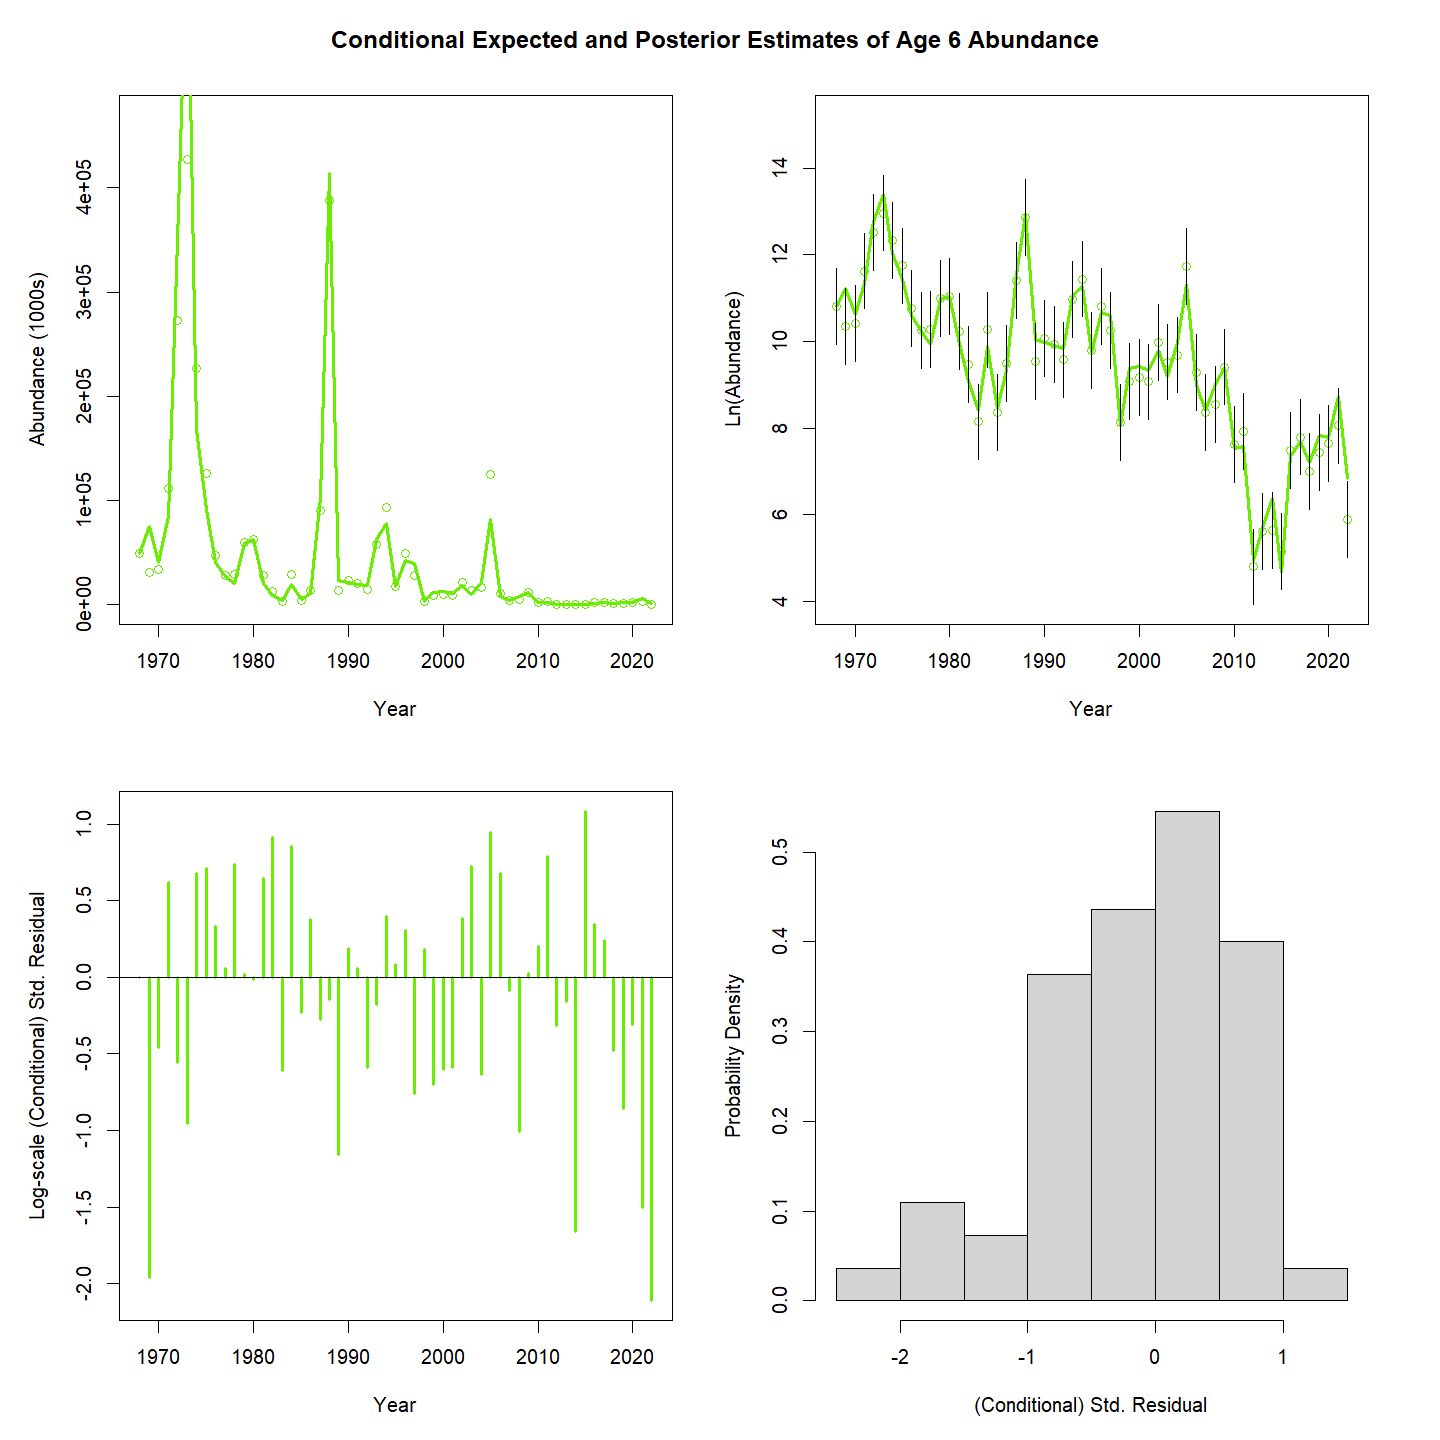 Conditional Expected and Posterior Estimates of Age 6 Abundance
Abundance (1000s)
0e+00 1e+05 2e+05 3e+05 4e+05
1970 1980 1990 2000 2010 2020
Year
Ln(Abundance)
4 6 8 10 12 14
1970 1980 1990 2000 2010 2020
Year
Log-scale (Conditional) Std. Residual
-2.0 -1.5 -1.0 -0.5 0.0 0.5 1.0
1970 1980 1990 2000 2010 2020
Year
Probability Density
0.0 0.1 0.2 0.3 0.4 0.5
-2 -1 0 1
(Conditional) Std. Residual